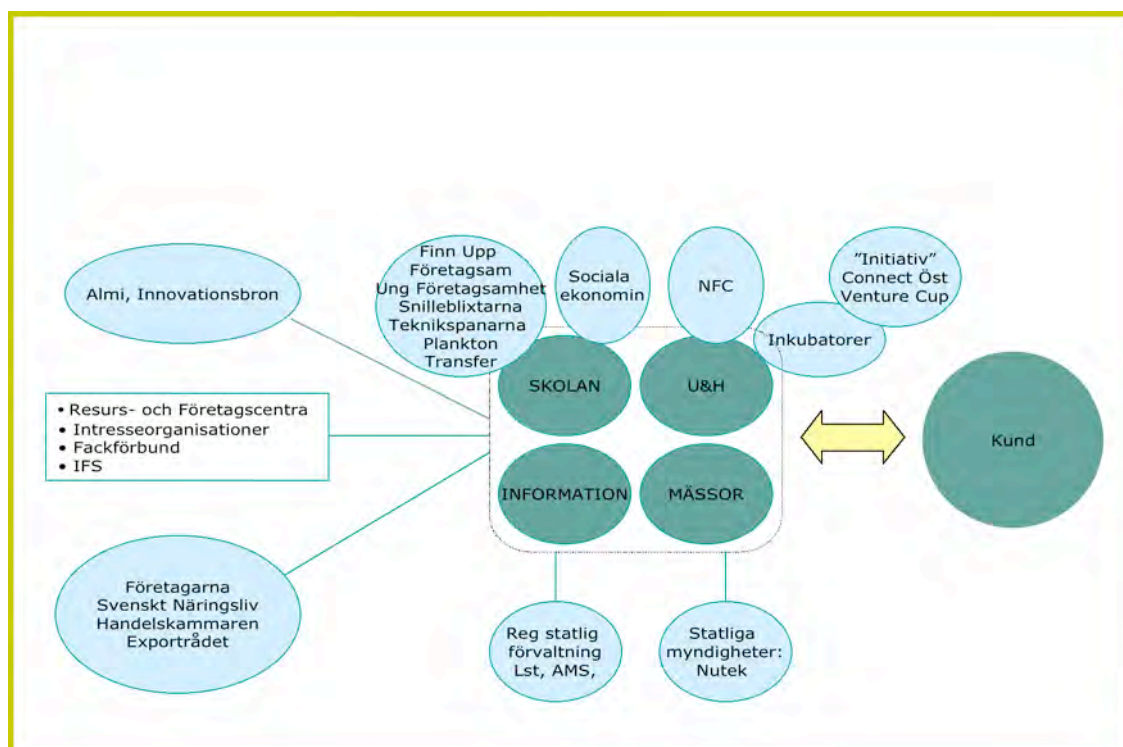 Finn Upp
Företagsam
Ung Företagsamhet
Snilleblixtarna
Teknikspanarna
Plankton
Transfer
Sociala
ekonomin
NFC
”Initiativ”
Connect Öst
Venture Cup
Almi, Innovationsbron
Inkubatorer
SKOLAN
U&H
• Resurs- och Företagscentra
• Intresseorganisationer
• Fackförbund
• IFS
Kund
INFORMATION
MÄSSOR
Företagarna
Svenskt Näringsliv
Handelskammaren
Exportrådet
Reg statlig
förvaltning
Lst, AMS,
Statliga
myndigheter:
Nutek